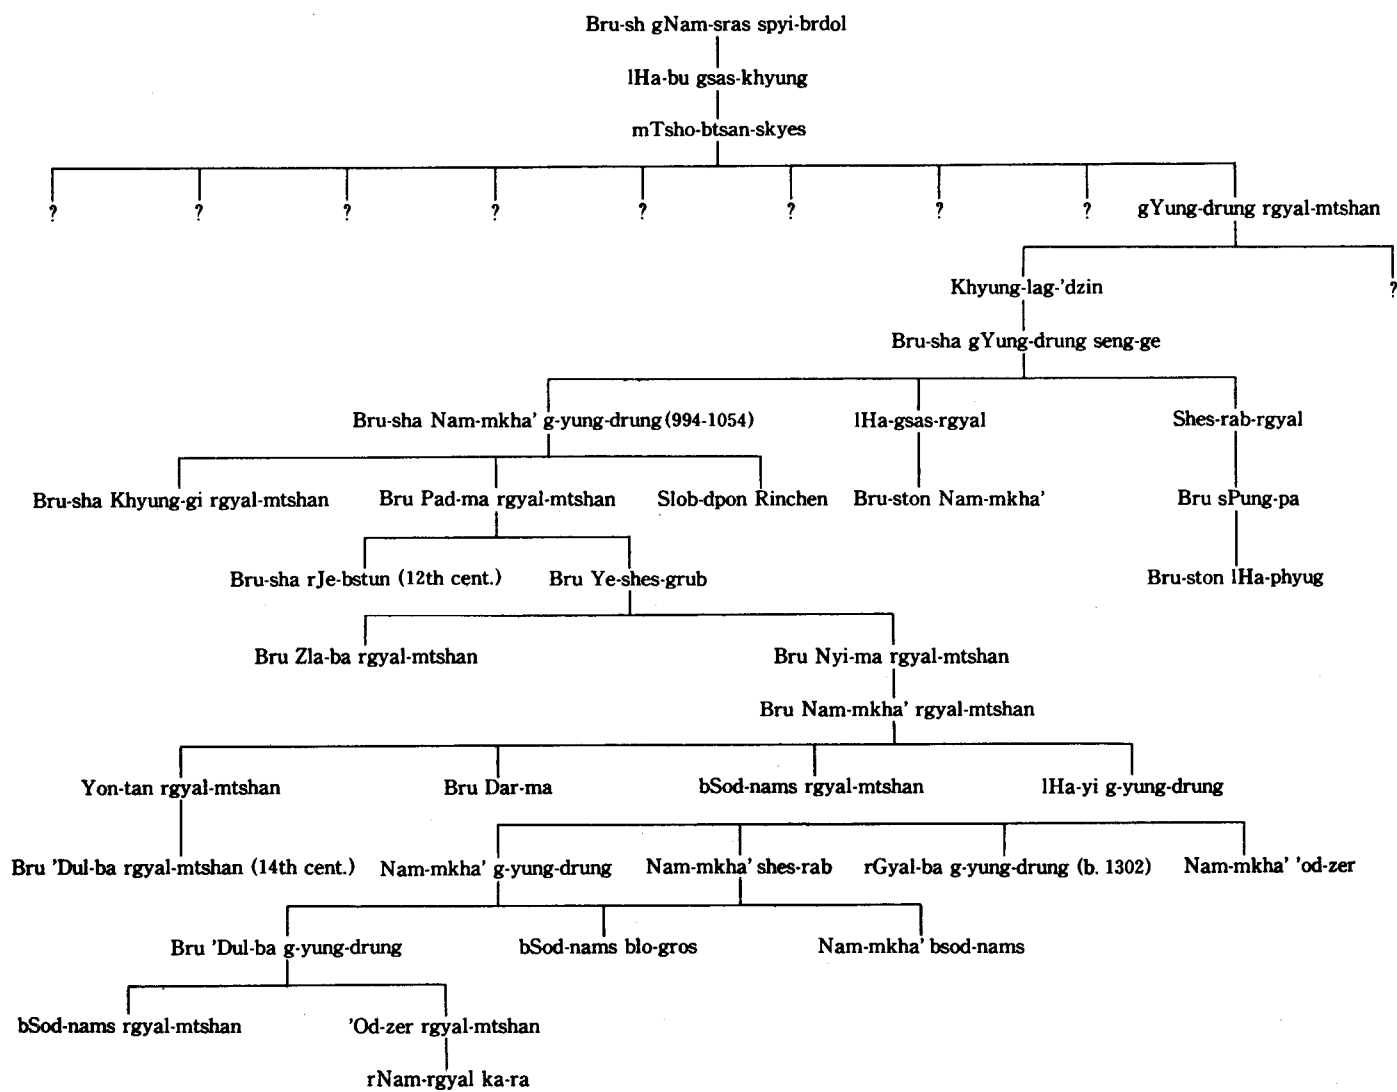 Bru-sh gNam-sras spyi-brdol
lHa-bu gsas-khyung
mTsho-btsan-skyes
? ? ? ? ? ? ? ? gYung-drung rgyal-mtshan
Khyung-lag-'dzin ?
Bru-sha gYung-drung seng-ge
Bru-sha Nam-mkha' g-yung-drung (994-1054) lHa-gsas-rgyal Shes-rab-rgyal
Bru-sha Khyung-gi rgyal-mtshan Bru Pad-ma rgyal-mtshan Slob-dpon Rinchen Bru-ston Nam-mkha' Bru sPung-pa
Bru-sha rJe-bstun (12th cent.) Bru Ye-shes-grub Bru-ston lHa-phyug
Bru Zla-ba rgyal-mtshan Bru Nyi-ma rgyal-mtshan
Bru Nam-mkha' rgyal-mtshan
Yon-tan rgyal-mtshan Bru Dar-ma bSod-nams rgyal-mtshan lHa-yi g-yung-drung
Bru 'Dul-ba rgyal-mtshan (14th cent.) Nam-mkha' g-yung-drung Nam-mkha' shes-rab rGyal-ba g-yung-drung (b. 1302) Nam-mkha' 'od-zer
Bru 'Dul-ba g-yung-drung bSod-nams blo-gros Nam-mkha' bsod-nams
bSod-nams rgyal-mtshan 'Od-zer rgyal-mtshan
rNam-rgyal ka-ra